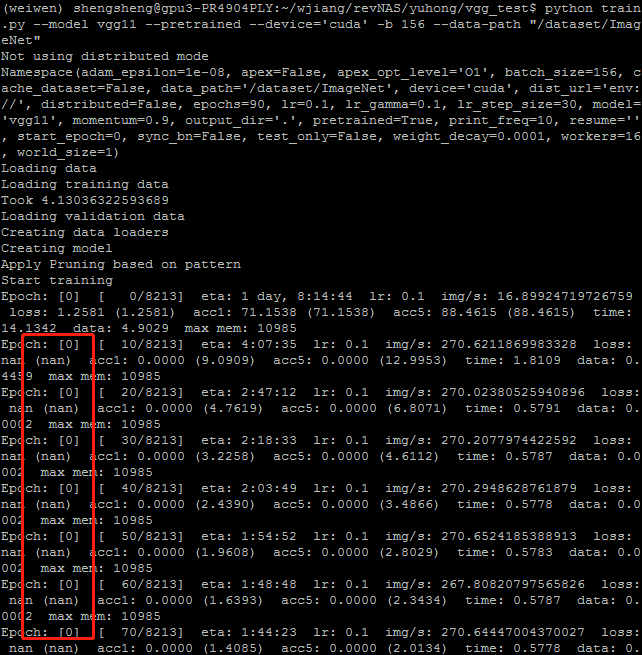 (weiwen) shengsheng@gpu3-PR4904PLY:~/wjiang/revNAS/yuhong/vgg_test$ python train
.py --model vgg11 --pretrained --device='cuda' -b 156 --data-path "/dataset/Imag
eNet"
Not using distributed mode
Namespace(adam_epsilon=1e-08, apex=False, apex_opt_level='O1', batch_size=156, c
ache_dataset=False, data_path='/dataset/ImageNet', device='cuda', dist_url='env:
//', distributed=False, epochs=90, lr=0.1, lr_gamma=0.1, lr_step_size=30, model=
'vgg11', momentum=0.9, output_dir='.', pretrained=True, print_freq=10, resume=''
, start_epoch=0, sync_bn=False, test_only=False, weight_decay=0.0001, workers=16
, world_size=1)
Loading data
Loading training data
Took 4.13036322593689
Loading validation data
Creating data loaders
Creating model
Apply Pruning based on pattern
Start training
Epoch: [0]  [   0/8213]  eta: 1 day, 8:14:44  lr: 0.1  img/s: 16.89924719726759
 loss: 1.2581 (1.2581)  acc1: 71.1538 (71.1538)  acc5: 88.4615 (88.4615)  time:
14.1342  data: 4.9029  max mem: 10985
Epoch: [0]  [  10/8213]  eta: 4:07:35  lr: 0.1  img/s: 270.6211869983328  loss:
nan (nan)  acc1: 0.0000 (9.0909)  acc5: 0.0000 (12.9953)  time: 1.8109  data: 0.
4459  max mem: 10985
Epoch: [0]  [  20/8213]  eta: 2:47:12  lr: 0.1  img/s: 270.02380525940896  loss:
 nan (nan)  acc1: 0.0000 (4.7619)  acc5: 0.0000 (6.8071)  time: 0.5791  data: 0.
0002  max mem: 10985
Epoch: [0]  [  30/8213]  eta: 2:18:33  lr: 0.1  img/s: 270.2077974422592  loss:
nan (nan)  acc1: 0.0000 (3.2258)  acc5: 0.0000 (4.6112)  time: 0.5787  data: 0.0
002  max mem: 10985
Epoch: [0]  [  40/8213]  eta: 2:03:49  lr: 0.1  img/s: 270.2948628761879  loss:
nan (nan)  acc1: 0.0000 (2.4390)  acc5: 0.0000 (3.4866)  time: 0.5778  data: 0.0
002  max mem: 10985
Epoch: [0]  [  50/8213]  eta: 1:54:52  lr: 0.1  img/s: 270.6524185388913  loss:
nan (nan)  acc1: 0.0000 (1.9608)  acc5: 0.0000 (2.8029)  time: 0.5783  data: 0.0
002  max mem: 10985
Epoch: [0]  [  60/8213]  eta: 1:48:48  lr: 0.1  img/s: 267.80820797565826  loss:
 nan (nan)  acc1: 0.0000 (1.6393)  acc5: 0.0000 (2.3434)  time: 0.5787  data: 0.
0002  max mem: 10985
Epoch: [0]  [  70/8213]  eta: 1:44:23  lr: 0.1  img/s: 270.64447004370027  loss:
 nan (nan)  acc1: 0.0000 (1.4085)  acc5: 0.0000 (2.0134)  time: 0.5778  data: 0.